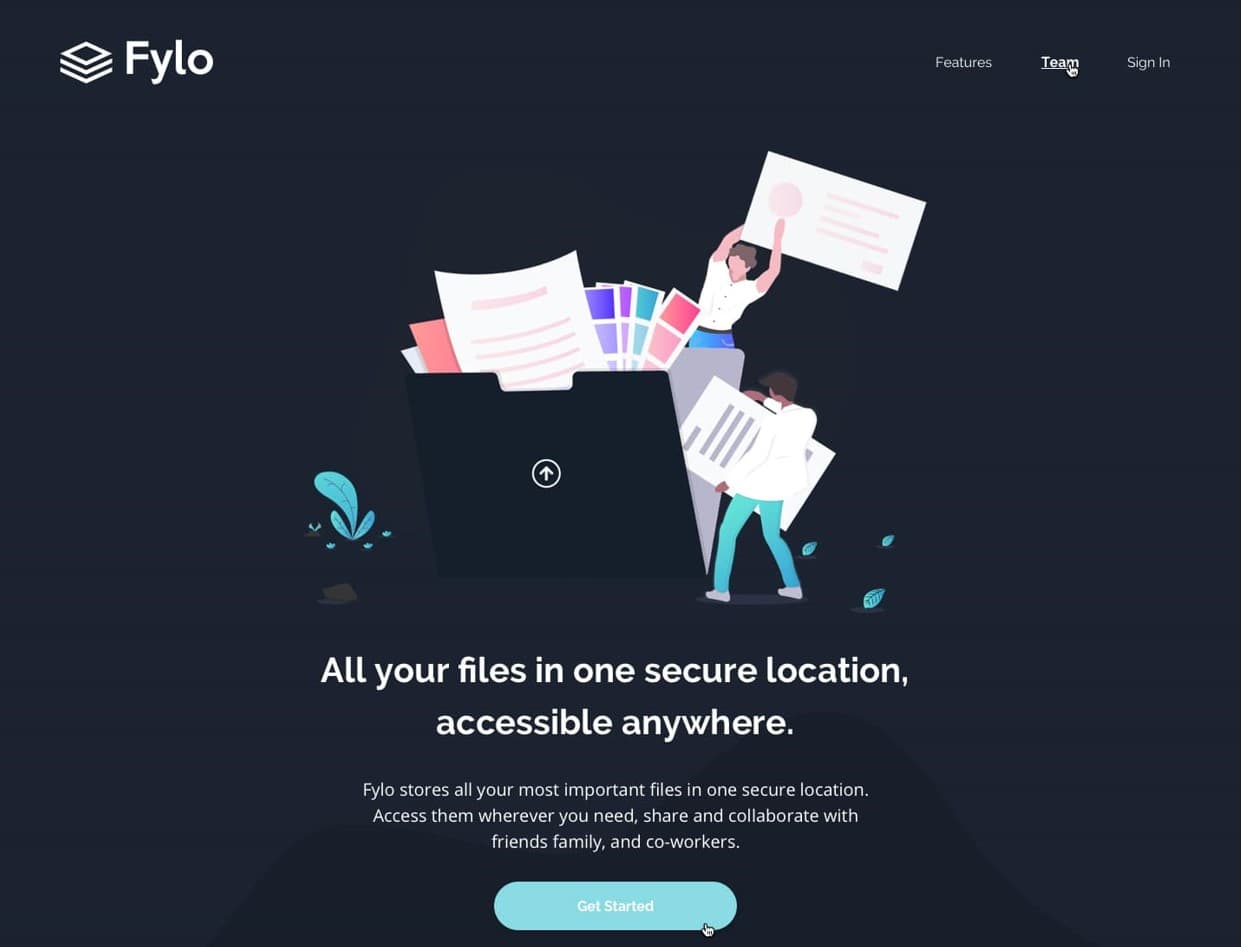 Fylo
Features
Team
Sign In
All your files in one secure location,
accessible anywhere.
Fylo stores all your most important files in one secure location.
Access them wherever you need, share and collaborate with
friends family, and co-workers.
Get Started